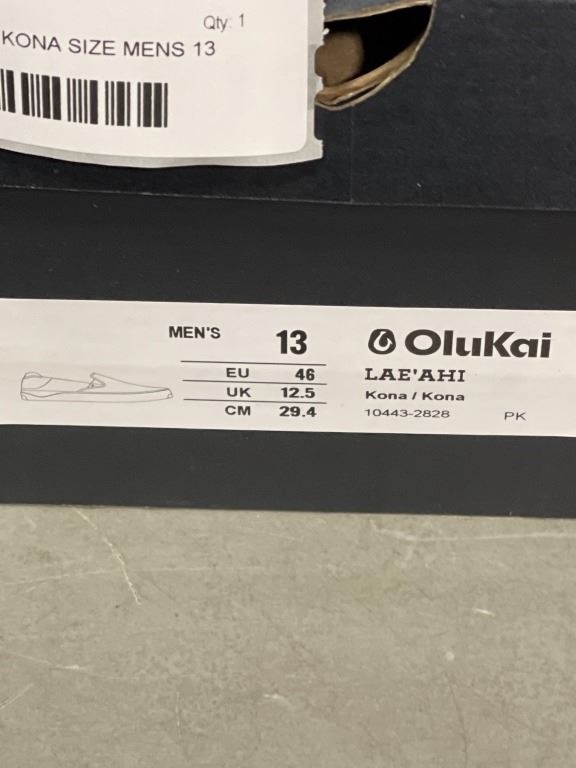 Qty: 1
KONA SIZE MENS 13
MEN'S 13
EU 46
UK 12.5
CM 29.4
OluKai
LAE'AHI
Kona / Kona
10443-2828 PK